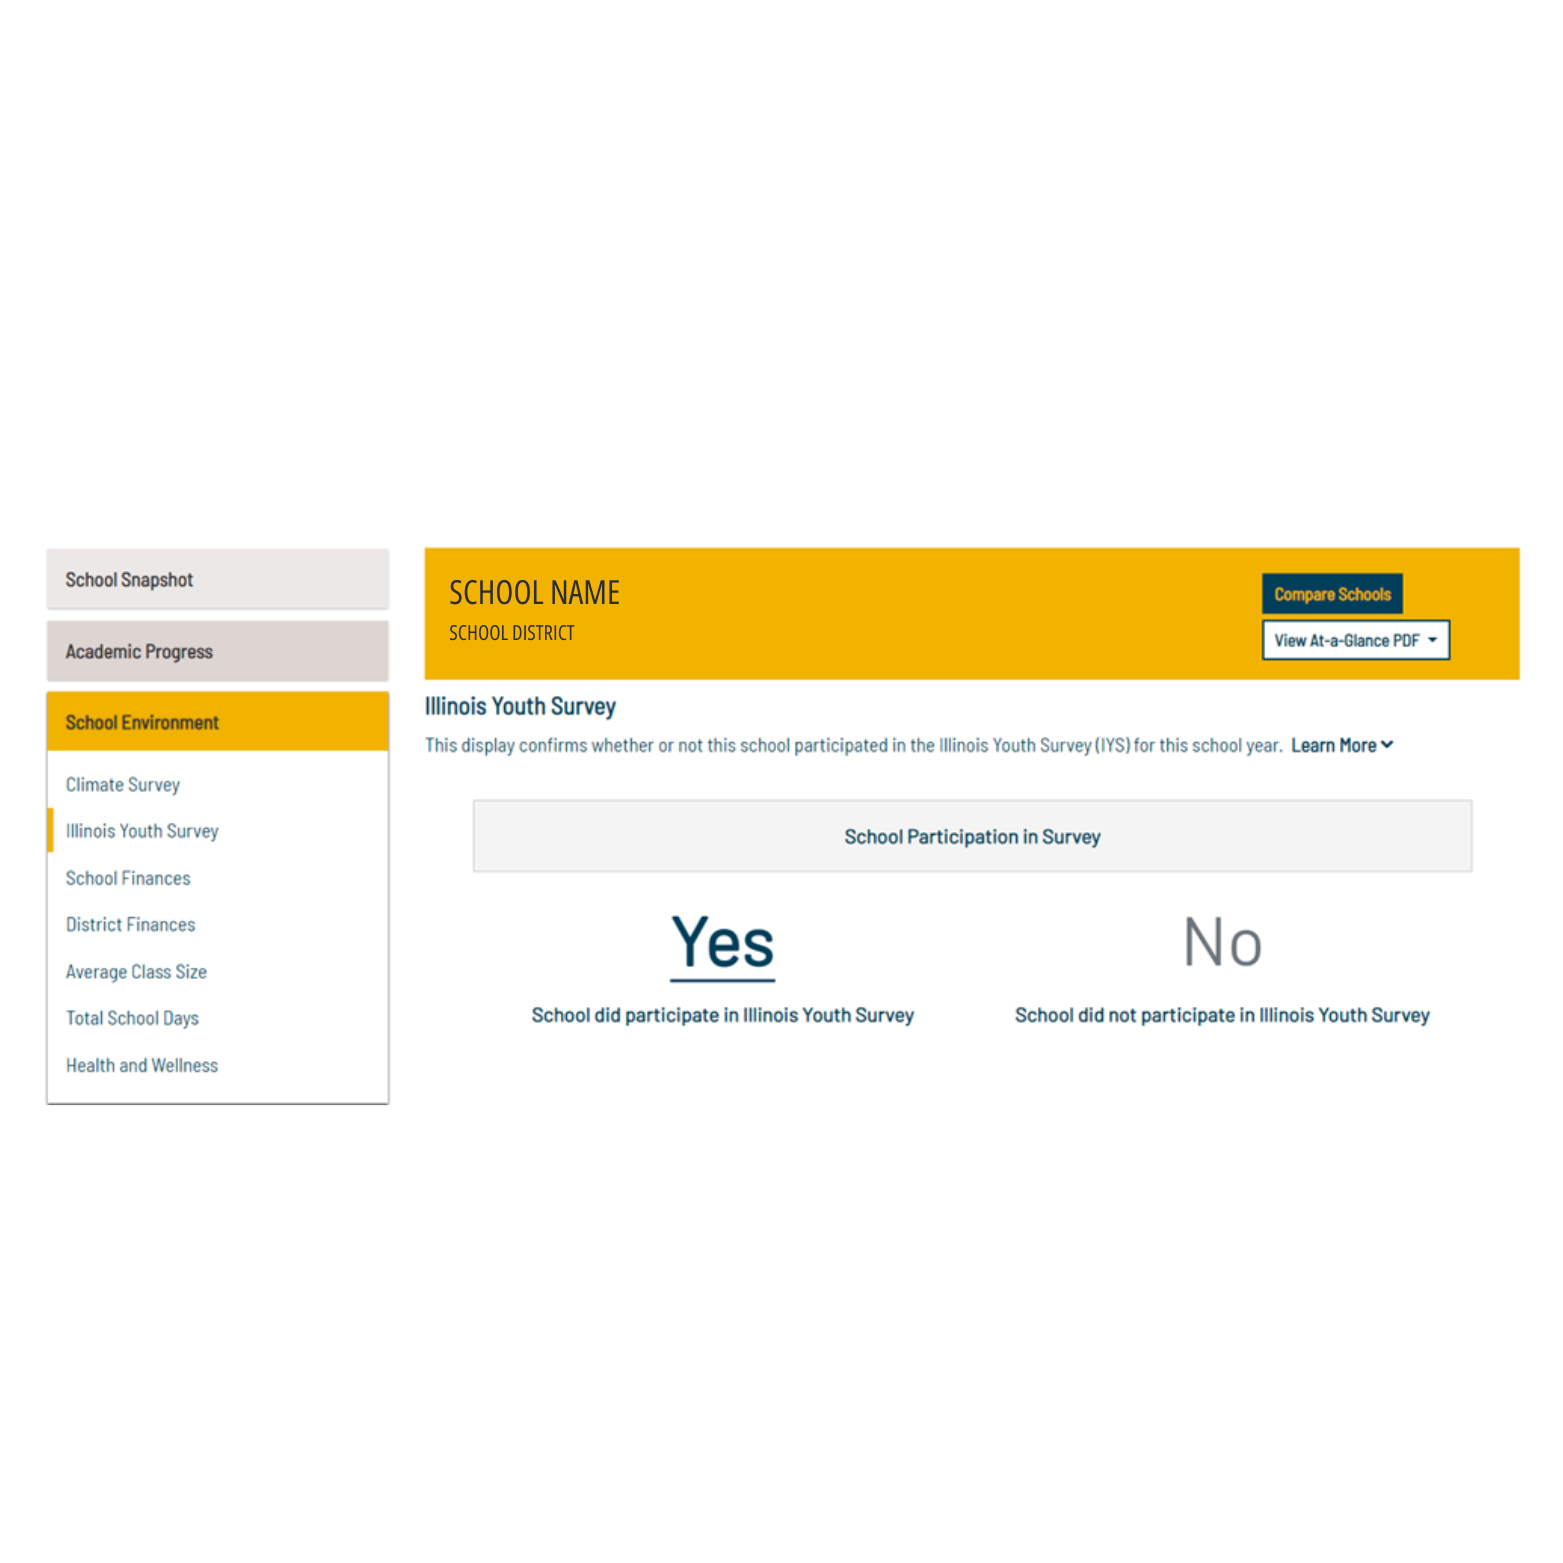 School Snapshot
Academic Progress
School Environment
Climate Survey
Illinois Youth Survey
School Finances
District Finances
Average Class Size
Total School Days
Health and Wellness
SCHOOL NAME
SCHOOL DISTRICT
Compare Schools
View At-a-Glance PDF
Illinois Youth Survey
This display confirms whether or not this school participated in the Illinois Youth Survey (IYS) for this school year. Learn More
School Participation in Survey
Yes
School did participate in Illinois Youth Survey
No
School did not participate in Illinois Youth Survey